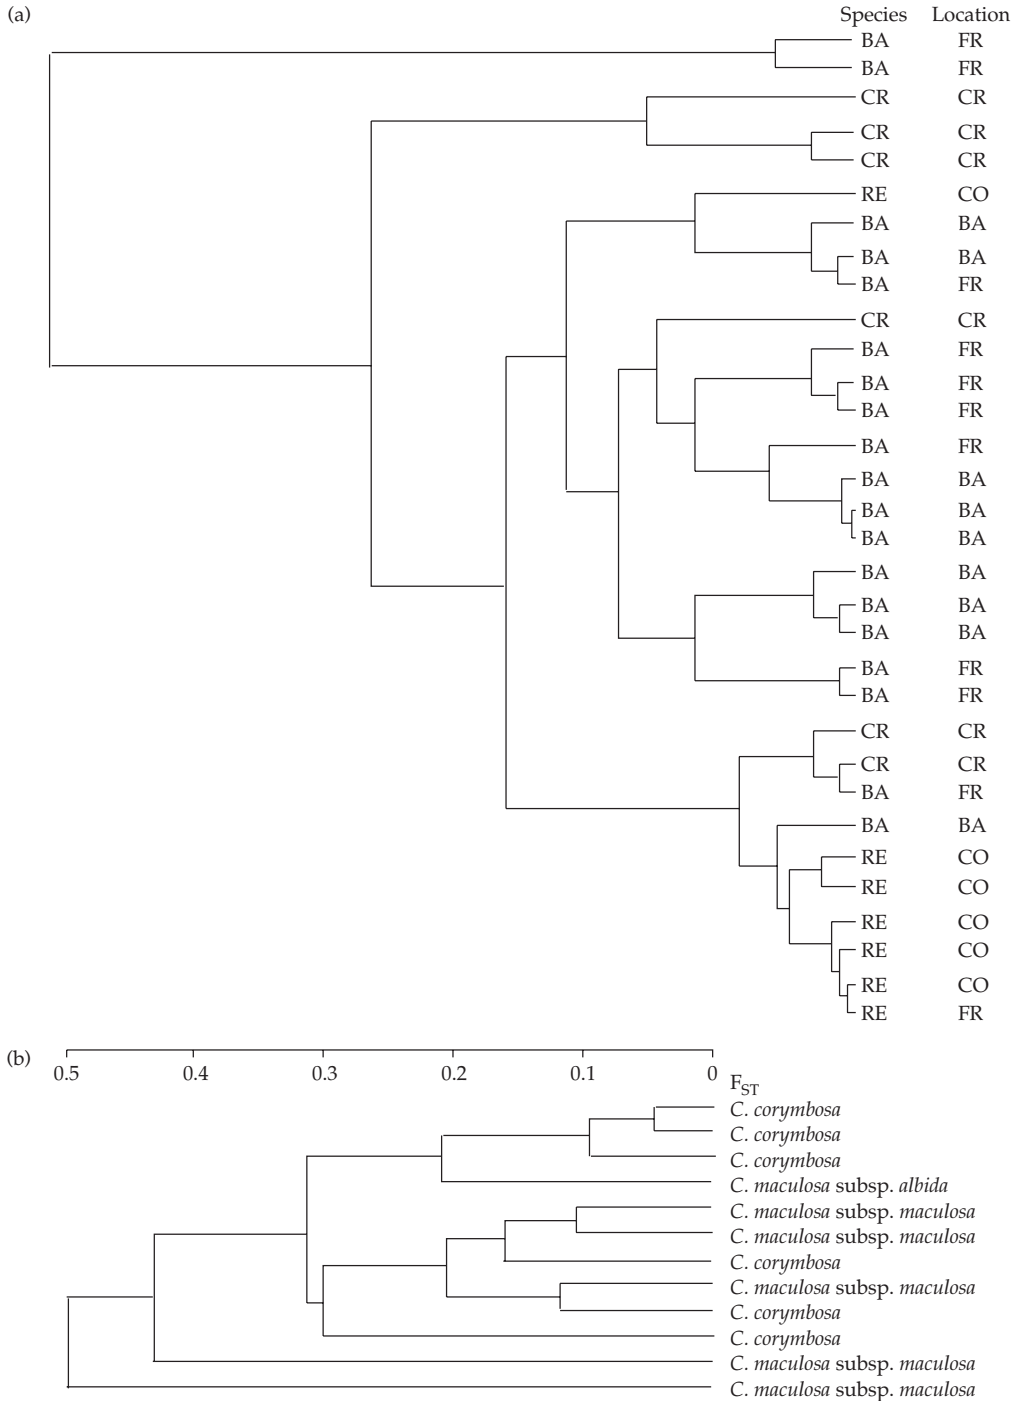 (a)
Species Location
BA FR
BA FR
CR CR
CR CR
CR CR
RE CO
BA BA
BA BA
BA FR
CR CR
BA FR
BA FR
BA FR
BA FR
BA BA
BA BA
BA BA
BA BA
BA BA
BA BA
BA FR
BA FR
CR CR
CR CR
BA FR
BA BA
RE CO
RE CO
RE CO
RE CO
RE CO
RE FR
(b)
0.5 0.4 0.3 0.2 0.1 0 FST
C. corymbosa
C. corymbosa
C. corymbosa
C. maculosa subsp. albida
C. maculosa subsp. maculosa
C. maculosa subsp. maculosa
C. corymbosa
C. maculosa subsp. maculosa
C. corymbosa
C. corymbosa
C. maculosa subsp. maculosa
C. maculosa subsp. maculosa